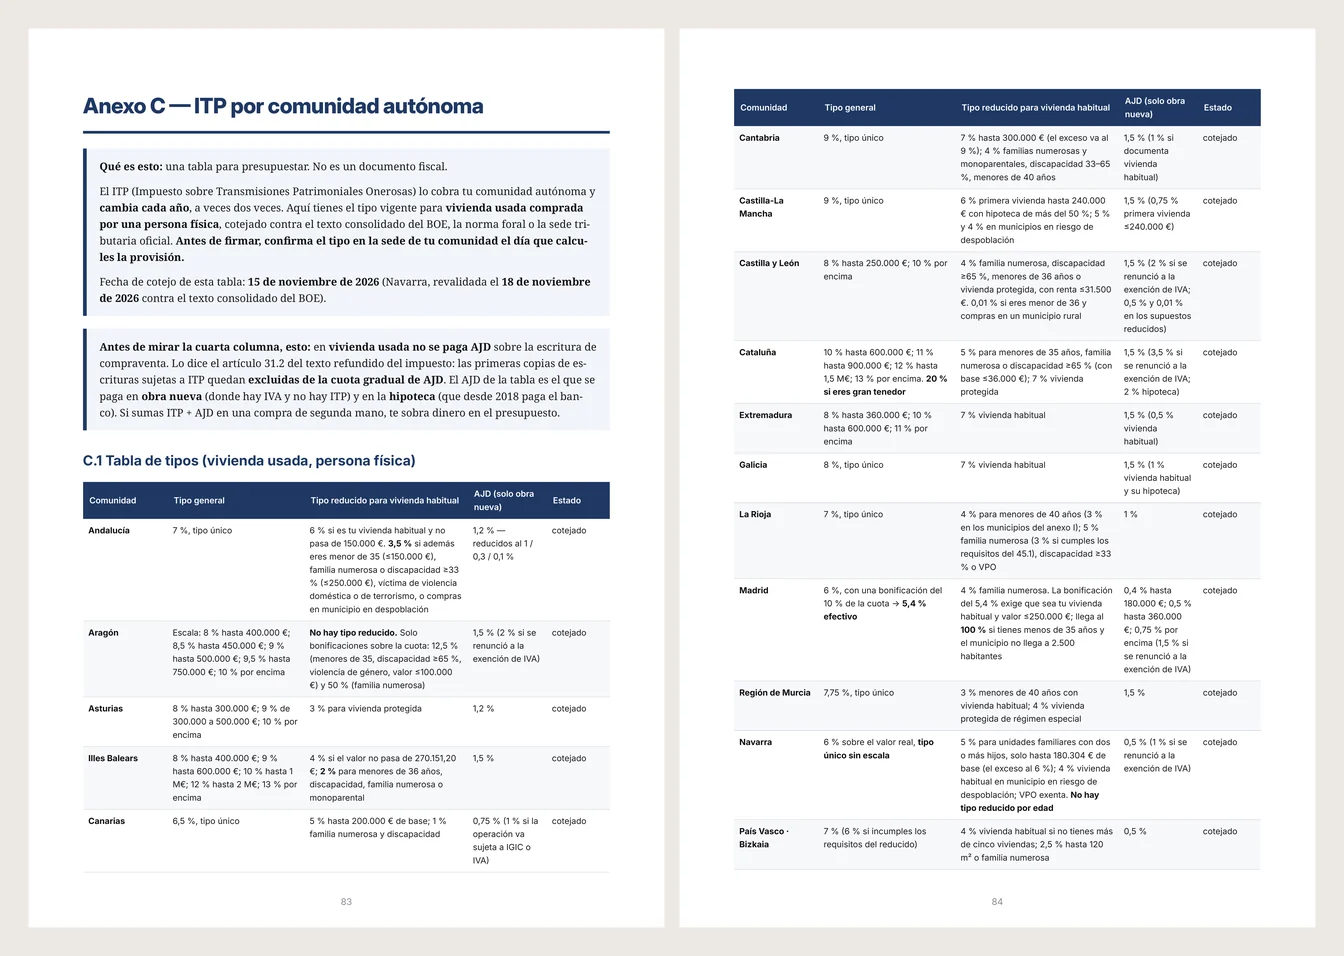 Anexo C — ITP por comunidad autónoma
Qué es esto: una tabla para presupuestar. No es un documento fiscal.
El ITP (Impuesto sobre Transmisiones Patrimoniales Onerosas) lo cobra tu comunidad autónoma y
cambia cada año, a veces dos veces. Aquí tienes el tipo vigente para vivienda usada comprada
por una persona física, cotejado contra el texto consolidado del BOE, la norma foral o la sede tri-
butaria oficial. Antes de firmar, confirma el tipo en la sede de tu comunidad el día que calcu-
les la provisión.
Fecha de cotejo de esta tabla: 15 de noviembre de 2026 (Navarra, revalidada el 18 de noviembre
de 2026 contra el texto consolidado del BOE).
Antes de mirar la cuarta columna, esto: en vivienda usada no se paga AJD sobre la escritura de
compraventa. Lo dice el artículo 31.2 del texto refundido del impuesto: las primeras copias de es-
crituras sujetas a ITP quedan excluidas de la cuota gradual de AJD. El AJD de la tabla es el que se
paga en obra nueva (donde hay IVA y no hay ITP) y en la hipoteca (que desde 2018 paga el ban-
co). Si sumas ITP + AJD en una compra de segunda mano, te sobra dinero en el presupuesto.
C.1 Tabla de tipos (vivienda usada, persona física)
Comunidad
Tipo general
Tipo reducido para vivienda habitual
AJD (solo obra
nueva)
Estado
Andalucía
7 %, tipo único
6 % si es tu vivienda habitual y no
pasa de 150.000 €. 3,5 % si además
eres menor de 35 (≤150.000 €),
familia numerosa o discapacidad ≥33
% (≤250.000 €), víctima de violencia
doméstica o de terrorismo, o compras
en municipio en despoblación
1,2 % —
reducidos al 1 /
0,3 / 0,1 %
cotejado
Aragón
Escala: 8 % hasta 400.000 €;
8,5 % hasta 450.000 €; 9 %
hasta 500.000 €; 9,5 % hasta
750.000 €; 10 % por encima
No hay tipo reducido. Solo
bonificaciones sobre la cuota: 12,5 %
(menores de 35, discapacidad ≥65 %,
violencia de género, valor ≤100.000
€) y 50 % (familia numerosa)
1,5 % (2 % si se
renunció a la
exención de IVA)
cotejado
Asturias
8 % hasta 300.000 €; 9 % de
300.000 a 500.000 €; 10 % por
encima
3 % para vivienda protegida
1,2 %
cotejado
Illes Balears
8 % hasta 400.000 €; 9 %
hasta 600.000 €; 10 % hasta 1
M€; 12 % hasta 2 M€; 13 % por
encima
4 % si el valor no pasa de 270.151,20
€; 2 % para menores de 36 años,
discapacidad, familia numerosa o
monoparental
1,5 %
cotejado
Canarias
6,5 %, tipo único
5 % hasta 200.000 € de base; 1 %
familia numerosa y discapacidad
0,75 % (1 % si la
operación va
sujeta a IGIC o
IVA)
cotejado
83
Comunidad
Tipo general
Tipo reducido para vivienda habitual
AJD (solo obra
nueva)
Estado
Cantabria
9 %, tipo único
7 % hasta 300.000 € (el exceso va al
9 %); 4 % familias numerosas y
monoparentales, discapacidad 33–65
%, menores de 40 años
1,5 % (1 % si
documenta
vivienda
habitual)
cotejado
Castilla-La
Mancha
9 %, tipo único
6 % primera vivienda hasta 240.000
€ con hipoteca de más del 50 %; 5 %
y 4 % en municipios en riesgo de
despoblación
1,5 % (0,75 %
primera vivienda
≤240.000 €)
cotejado
Castilla y León
8 % hasta 250.000 €; 10 % por
encima
4 % familia numerosa, discapacidad
≥65 %, menores de 36 años o
vivienda protegida, con renta ≤31.500
€. 0,01 % si eres menor de 36 y
compras en un municipio rural
1,5 % (2 % si se
renunció a la
exención de IVA;
0,5 % y 0,01 %
en los supuestos
reducidos)
cotejado
Cataluña
10 % hasta 600.000 €; 11 %
hasta 900.000 €; 12 % hasta
1,5 M€; 13 % por encima. 20 %
si eres gran tenedor
5 % para menores de 35 años, familia
numerosa o discapacidad ≥65 % (con
base ≤36.000 €); 7 % vivienda
protegida
1,5 % (3,5 % si
se renunció a la
exención de IVA;
2 % hipoteca)
cotejado
Extremadura
8 % hasta 360.000 €; 10 %
hasta 600.000 €; 11 % por
encima
7 % vivienda habitual
1,5 % (0,5 %
vivienda
habitual)
cotejado
Galicia
8 %, tipo único
7 % vivienda habitual
1,5 % (1 %
vivienda habitual
y su hipoteca)
cotejado
La Rioja
7 %, tipo único
4 % para menores de 40 años (3 %
en los municipios del anexo I); 5 %
familia numerosa (3 % si cumples los
requisitos del 45.1), discapacidad ≥33
% o VPO
1 %
cotejado
Madrid
6 %, con una bonificación del
10 % de la cuota → 5,4 %
efectivo
4 % familia numerosa. La bonificación
del 5,4 % exige que sea tu vivienda
habitual y valor ≤250.000 €; llega al
100 % si tienes menos de 35 años y
el municipio no llega a 2.500
habitantes
0,4 % hasta
180.000 €; 0,5 %
hasta 360.000
€; 0,75 % por
encima (1,5 % si
se renunció a la
exención de IVA)
cotejado
Región de Murcia
7,75 %, tipo único
3 % menores de 40 años con
vivienda habitual; 4 % vivienda
protegida de régimen especial
1,5 %
cotejado
Navarra
6 % sobre el valor real, tipo
único sin escala
5 % para unidades familiares con dos
o más hijos, solo hasta 180.304 € de
base (el exceso al 6 %); 4 % vivienda
habitual en municipio en riesgo de
despoblación; VPO exenta. No hay
tipo reducido por edad
0,5 % (1 % si se
renunció a la
exención de IVA)
cotejado
País Vasco ·
Bizkaia
7 % (6 % si incumples los
requisitos del reducido)
4 % vivienda habitual si no tienes más
de cinco viviendas; 2,5 % hasta 120
m² o familia numerosa
0,5 %
cotejado
84